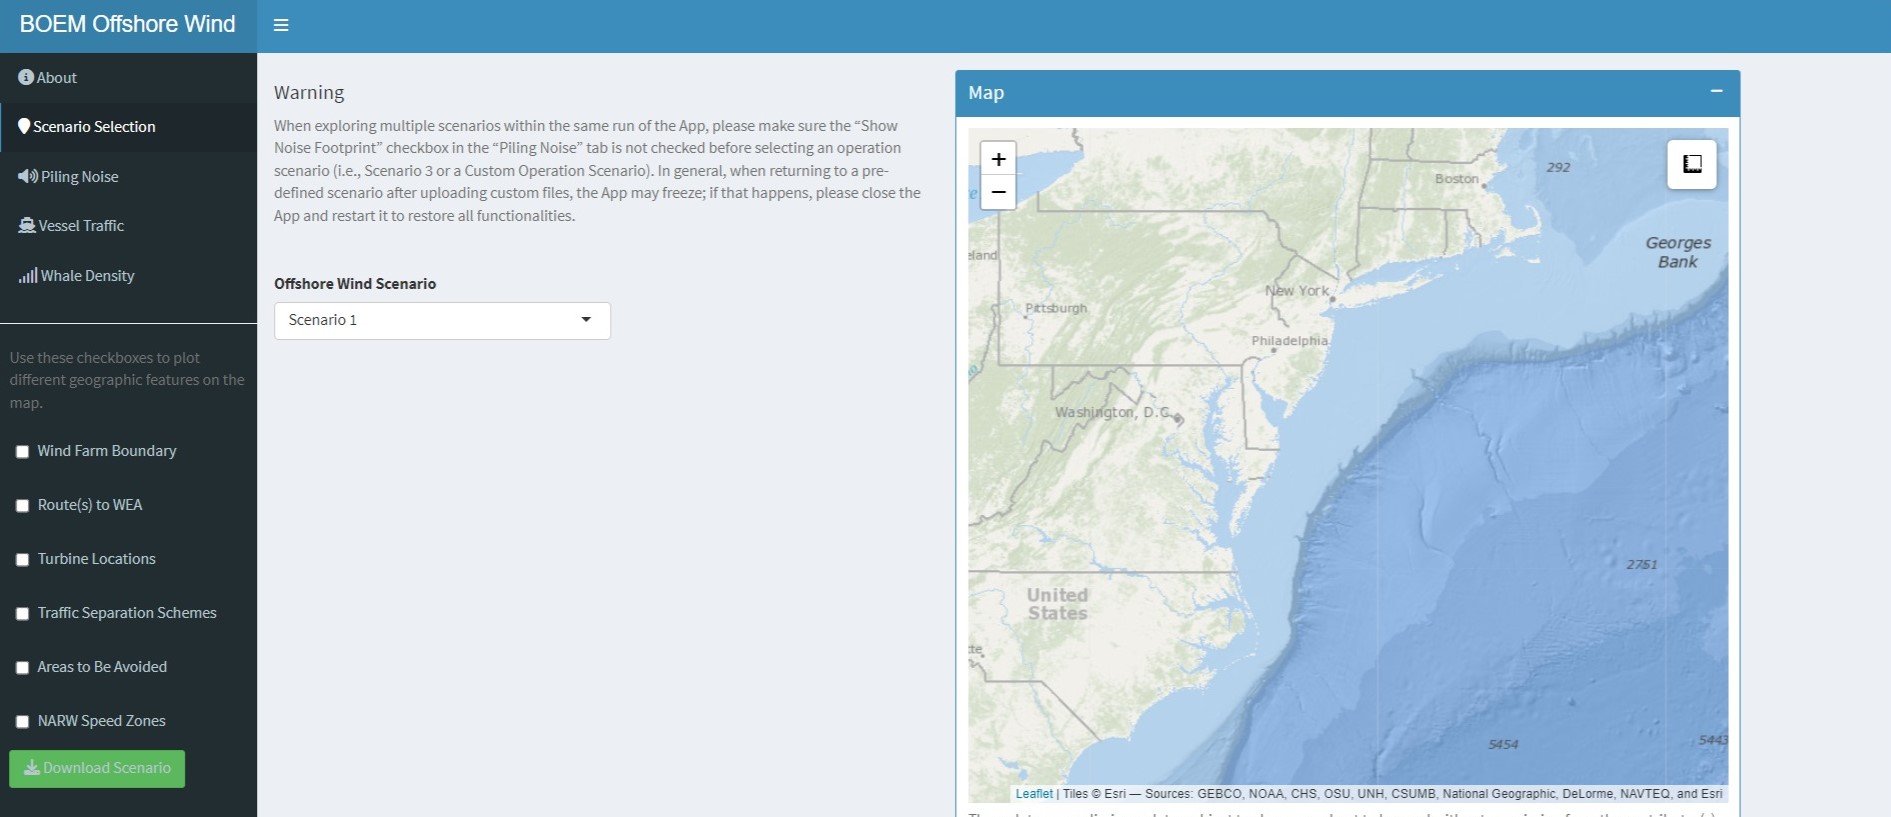 BOEM Offshore Wind
About
Scenario Selection
Piling Noise
Vessel Traffic
Whale Density
Use these checkboxes to plot
different geographic features on the
map.
Wind Farm Boundary
Route(s) to WEA
Turbine Locations
Traffic Separation Schemes
Areas to Be Avoided
NARW Speed Zones
Download Scenario
Warning
When exploring multiple scenarios within the same run of the App, please make sure the “Show
Noise Footprint” checkbox in the “Piling Noise” tab is not checked before selecting an operation
scenario (i.e., Scenario 3 or a Custom Operation Scenario). In general, when returning to a pre-
defined scenario after uploading custom files, the App may freeze; if that happens, please close the
App and restart it to restore all functionalities.
Offshore Wind Scenario
Scenario 1
Map
+
−
Boston
292
Georges
Bank
eland
New York
Pittsburgh
Philadelphia
Washington, D.C.
2751
United
States
5454
5443
Leaflet | Tiles © Esri — Sources: GEBCO, NOAA, CHS, OSU, UNH, CSUMB, National Geographic, DeLorme, NAVTEQ, and Esri